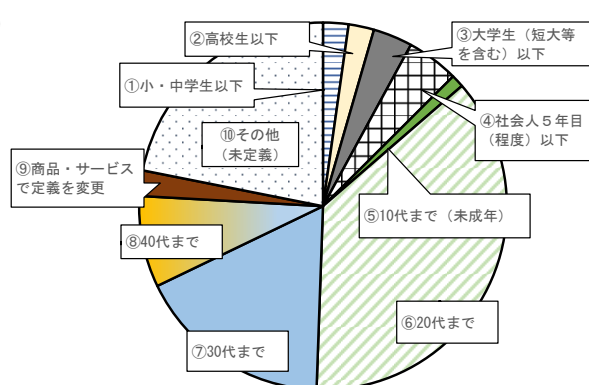 ②高校生以下
③大学生（短大等
を含む）以下
①小・中学生以下
④社会人５年目
（程度）以下
⑩その他
（未定義）
⑨商品・サービス
で定義を変更
⑤10代まで（未成年）
⑧40代まで
⑥20代まで
⑦30代まで